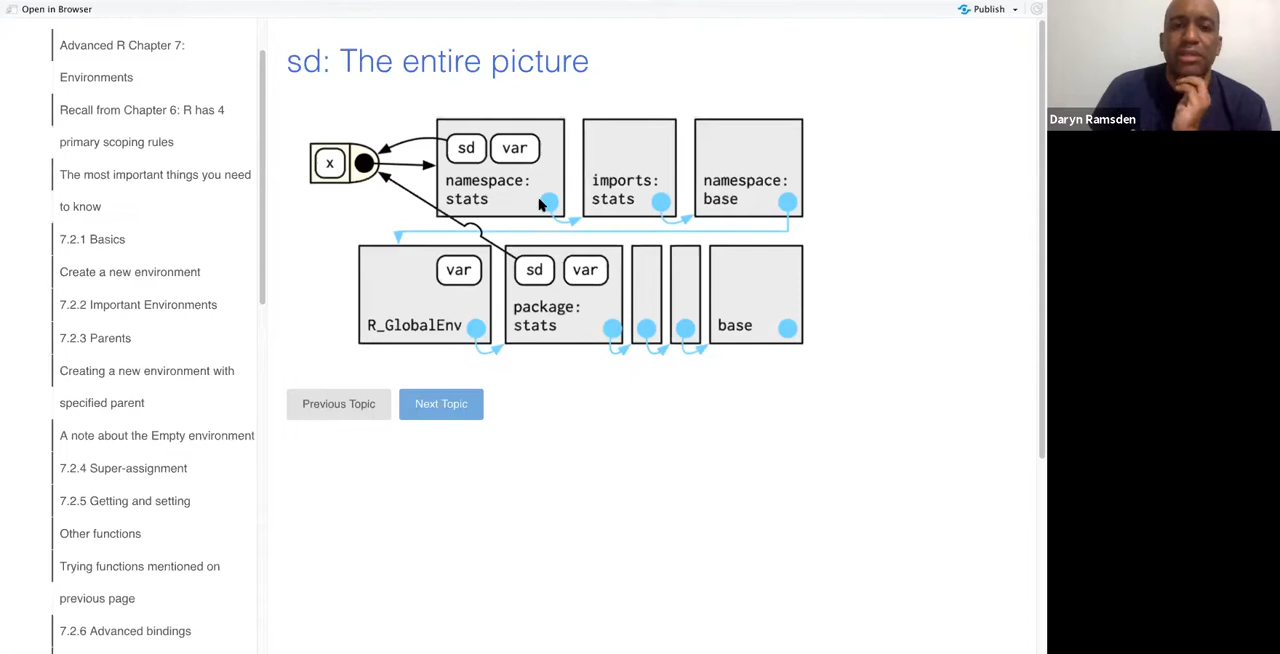 Open in Browser
Publish
Advanced R Chapter 7:
Environments
Recall from Chapter 6: R has 4
primary scoping rules
The most important things you need
to know
7.2.1 Basics
Create a new environment
7.2.2 Important Environments
7.2.3 Parents
Creating a new environment with
specified parent
A note about the Empty environment
7.2.4 Super-assignment
7.2.5 Getting and setting
Other functions
Trying functions mentioned on
previous page
7.2.6 Advanced bindings
sd: The entire picture
x
sd var
namespace:
stats
imports:
stats
namespace:
base
var
R_GlobalEnv
sd var
package:
stats
base
Previous Topic
Next Topic
Daryn Ramsden